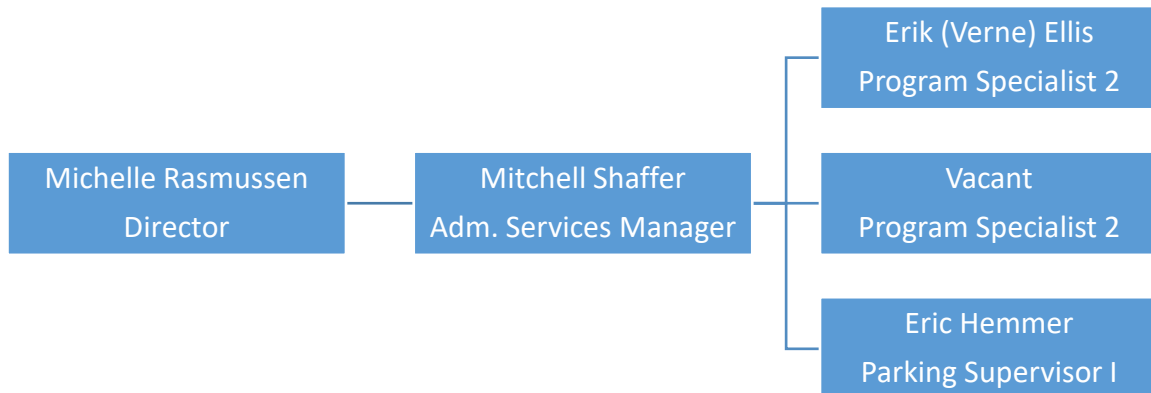 Michelle Rasmussen
Director
Mitchell Shaffer
Adm. Services Manager
Erik (Verne) Ellis
Program Specialist 2
Vacant
Program Specialist 2
Eric Hemmer
Parking Supervisor I